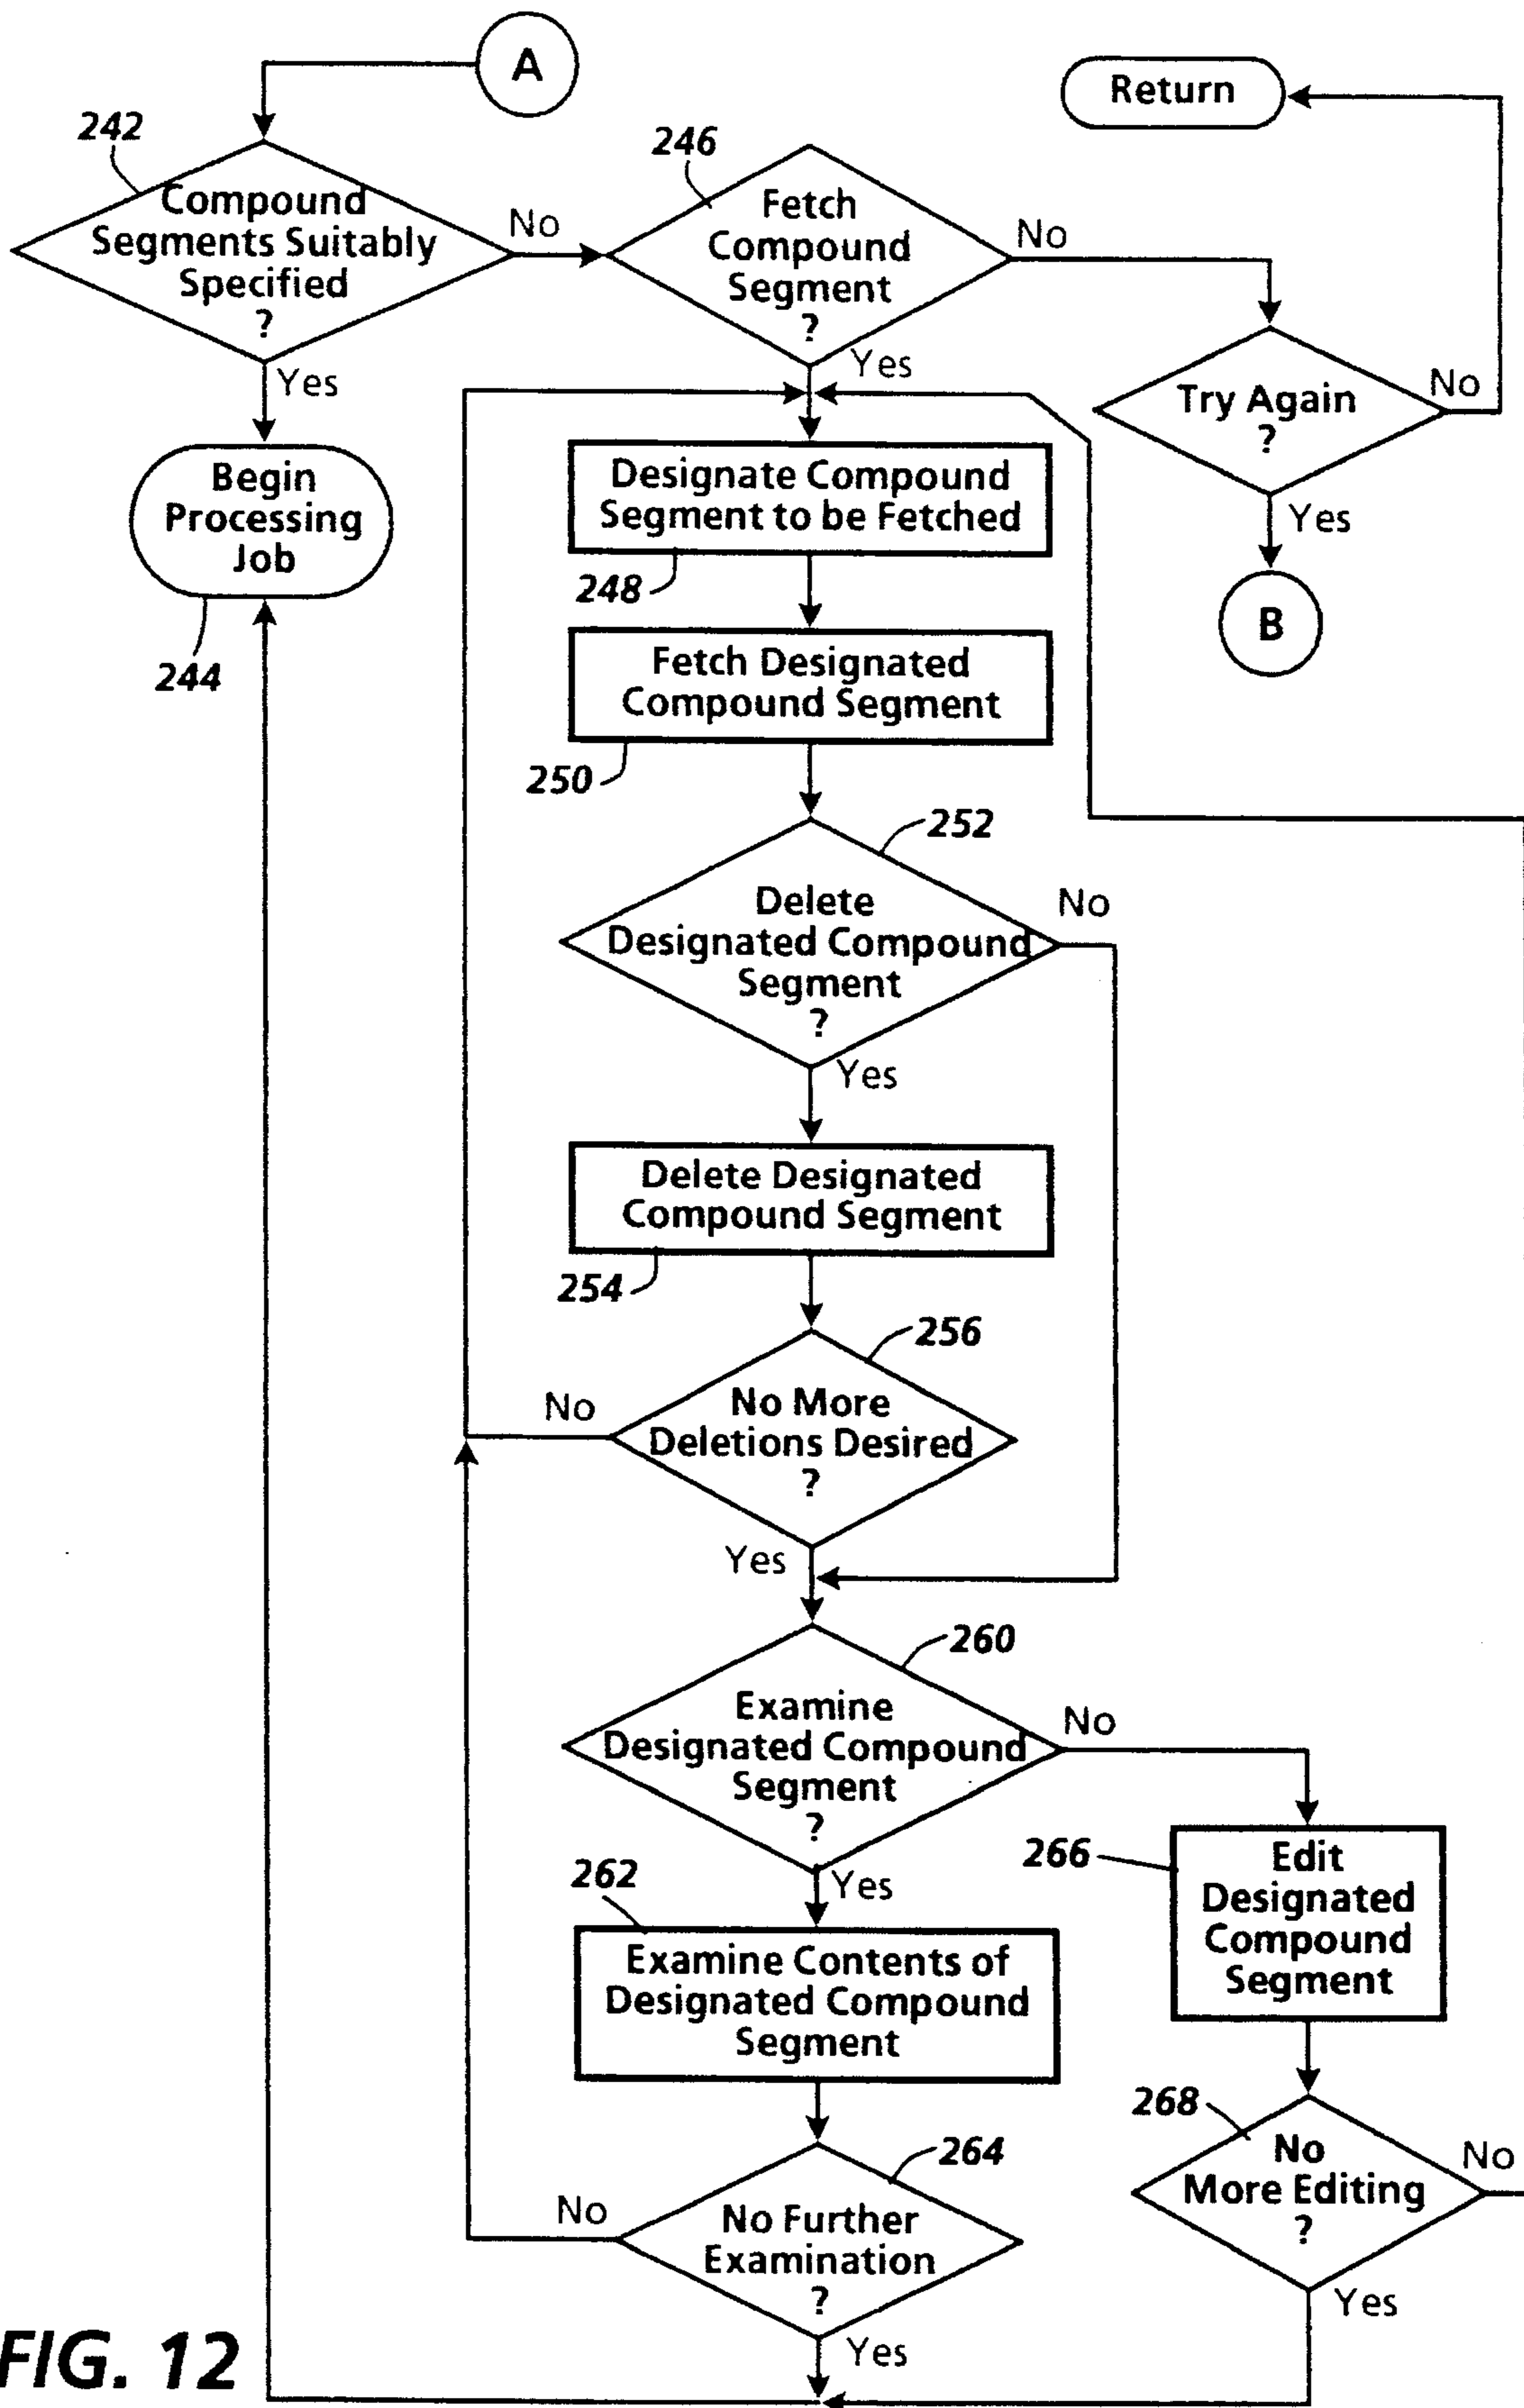 A
Return
242
Compound
Segments Suitably
Specified
?
No
Yes
246
Fetch
Compound
Segment
?
No
Yes
Try Again
?
No
Yes
B
Begin
Processing
Job
244
Designate Compound
Segment to be Fetched
248
Fetch Designated
Compound Segment
250
252
Delete
Designated Compound
Segment
?
No
Yes
Delete Designated
Compound Segment
254
256
No More
Deletions Desired
?
No
Yes
260
Examine
Designated Compound
Segment
?
No
Yes
262
Examine Contents of
Designated Compound
Segment
266
Edit
Designated
Compound
Segment
264
No Further
Examination
?
No
Yes
268
No
More Editing
?
No
Yes
FIG. 12